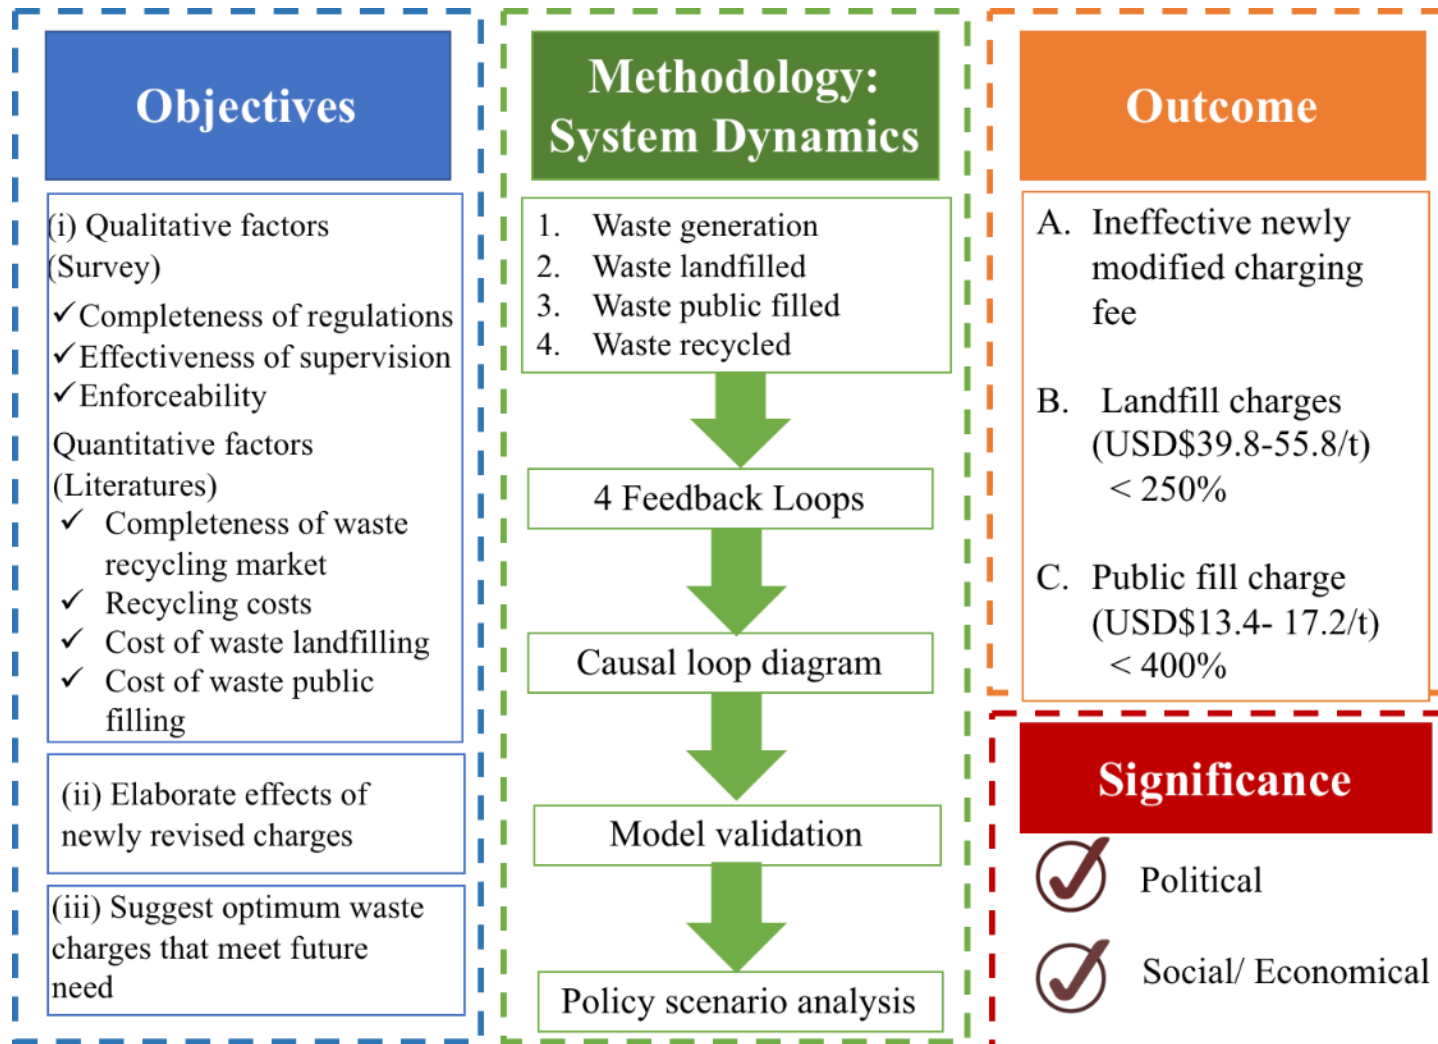 Objectives
(i) Qualitative factors
(Survey)
✓Completeness of regulations
✓Effectiveness of supervision
✓Enforceability
Quantitative factors
(Literatures)
✓ Completeness of waste
recycling market
✓ Recycling costs
✓ Cost of waste landfilling
✓ Cost of waste public
filling
(ii) Elaborate effects of
newly revised charges
(iii) Suggest optimum waste
charges that meet future
need
Methodology:
System Dynamics
1. Waste generation
2. Waste landfilled
3. Waste public filled
4. Waste recycled
4 Feedback Loops
Causal loop diagram
Model validation
Policy scenario analysis
Outcome
A. Ineffective newly
modified charging
fee
B. Landfill charges
(USD$39.8-55.8/t)
< 250%
C. Public fill charge
(USD$13.4- 17.2/t)
< 400%
Significance
Political
Social/ Economical